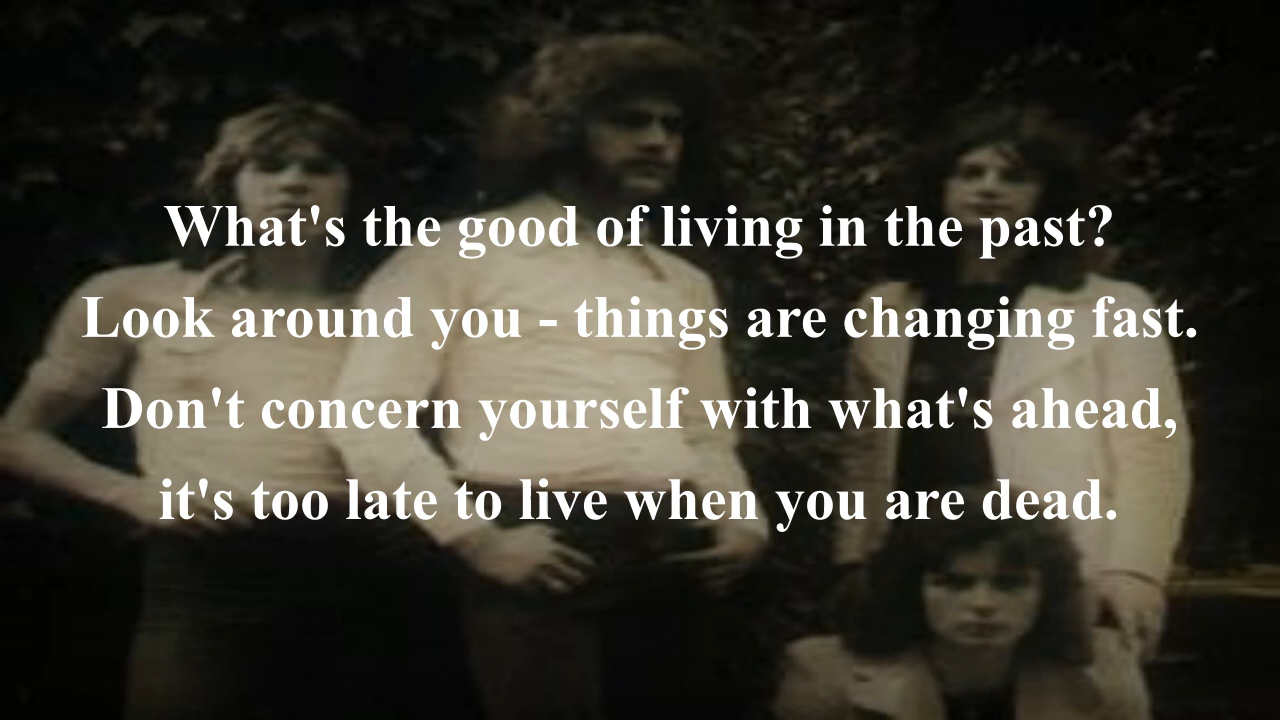 What's the good of living in the past?
Look around you - things are changing fast.
Don't concern yourself with what's ahead,
it's too late to live when you are dead.